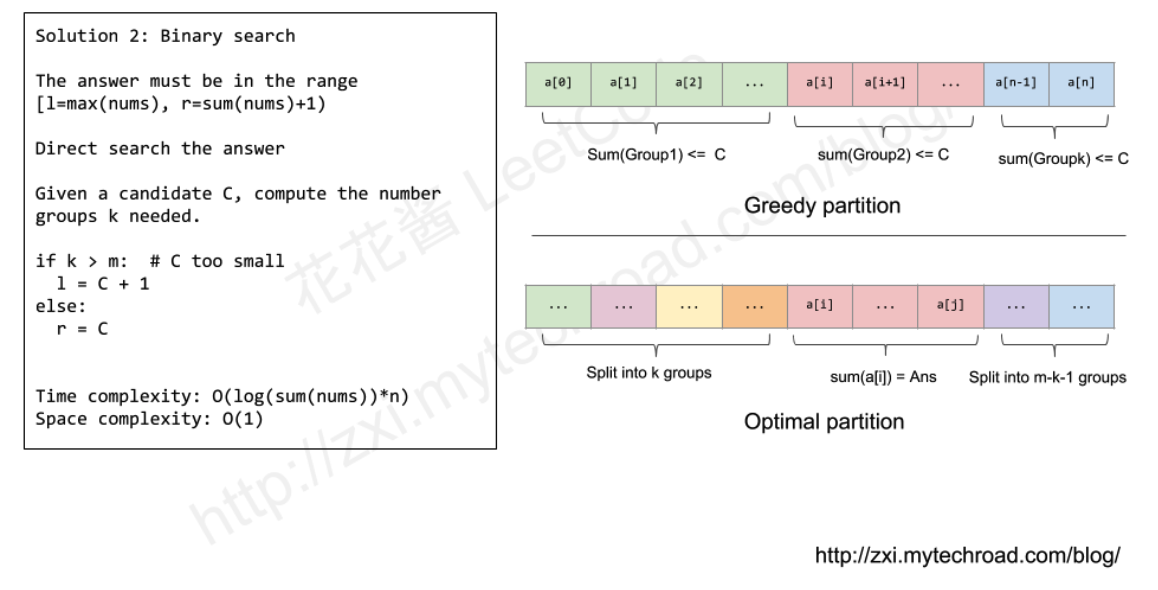 Solution 2: Binary search
The answer must be in the range
[l=max(nums), r=sum(nums)+1)
Direct search the answer
Given a candidate C, compute the number
groups k needed.
if k > m:  # C too small
  l = C + 1
else:
  r = C
Time complexity: O(log(sum(nums))*n)
Space complexity: O(1)
a[0] a[1] a[2] ... a[i] a[i+1] ... a[n-1] a[n]
Sum(Group1) <= C sum(Group2) <= C sum(Groupk) <= C
Greedy partition
... ... ... ... a[i] ... a[j] ... ...
Split into k groups sum(a[i]) = Ans Split into m-k-1 groups
Optimal partition
http://zxi.mytechroad.com/blog/
花花酱 LeetCode
http://zxi.mytechroad.com/blog/